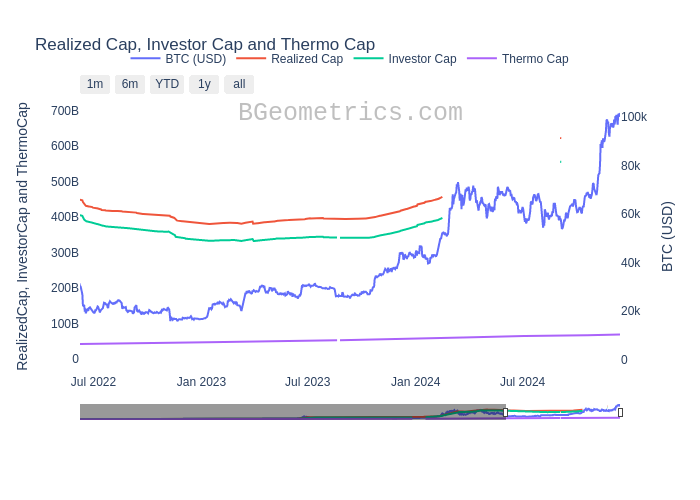 Realized Cap, Investor Cap and Thermo Cap
BTC (USD) Realized Cap Investor Cap Thermo Cap
1m 6m YTD 1y all
BGeometrics.com
RealizedCap, InvestorCap and ThermoCap
700B
600B
500B
400B
300B
200B
100B
0
100k
80k
60k
40k
20k
0
BTC (USD)
Jul 2022 Jan 2023 Jul 2023 Jan 2024 Jul 2024